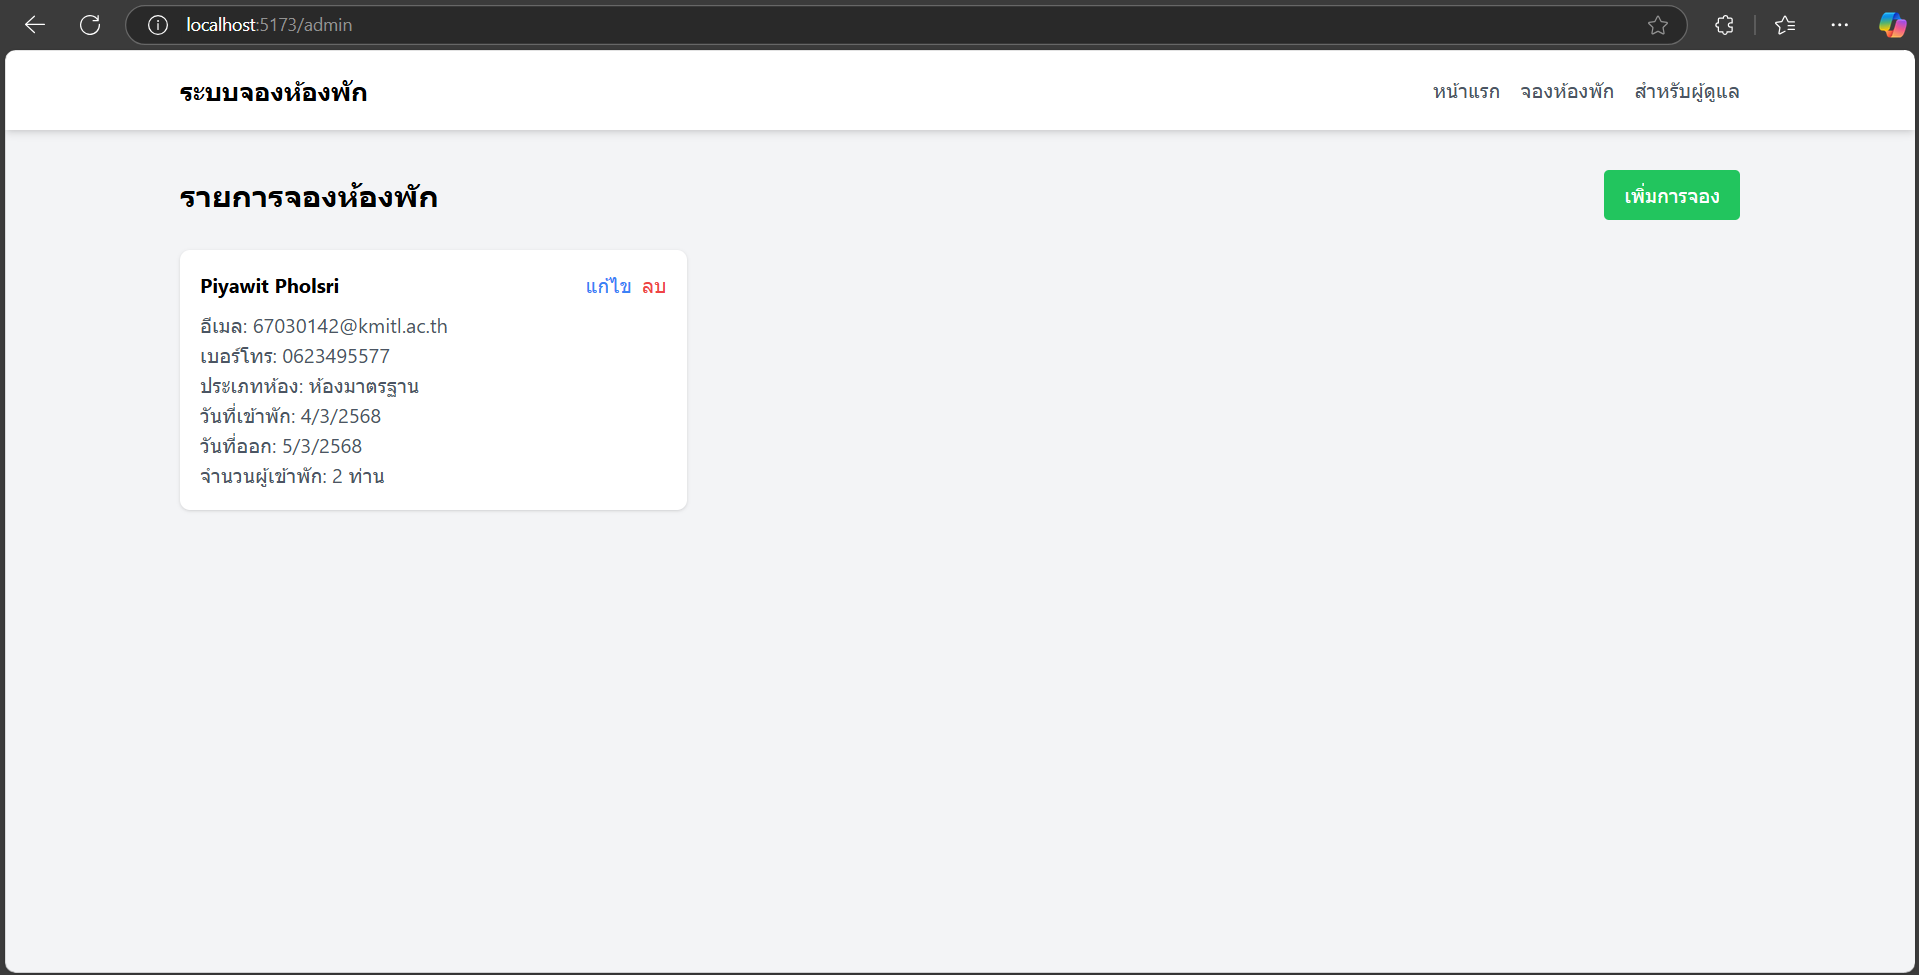 localhost:5173/admin
ระบบจองห้องพัก
หน้าแรก จองห้องพัก สำหรับผู้ดูแล
รายการจองห้องพัก
เพิ่มการจอง
Piyawit Pholsri
แก้ไข ลบ
อีเมล: 67030142@kmitl.ac.th
เบอร์โทร: 0623495577
ประเภทห้อง: ห้องมาตรฐาน
วันที่เข้าพัก: 4/3/2568
วันที่ออก: 5/3/2568
จำนวนผู้เข้าพัก: 2 ท่าน